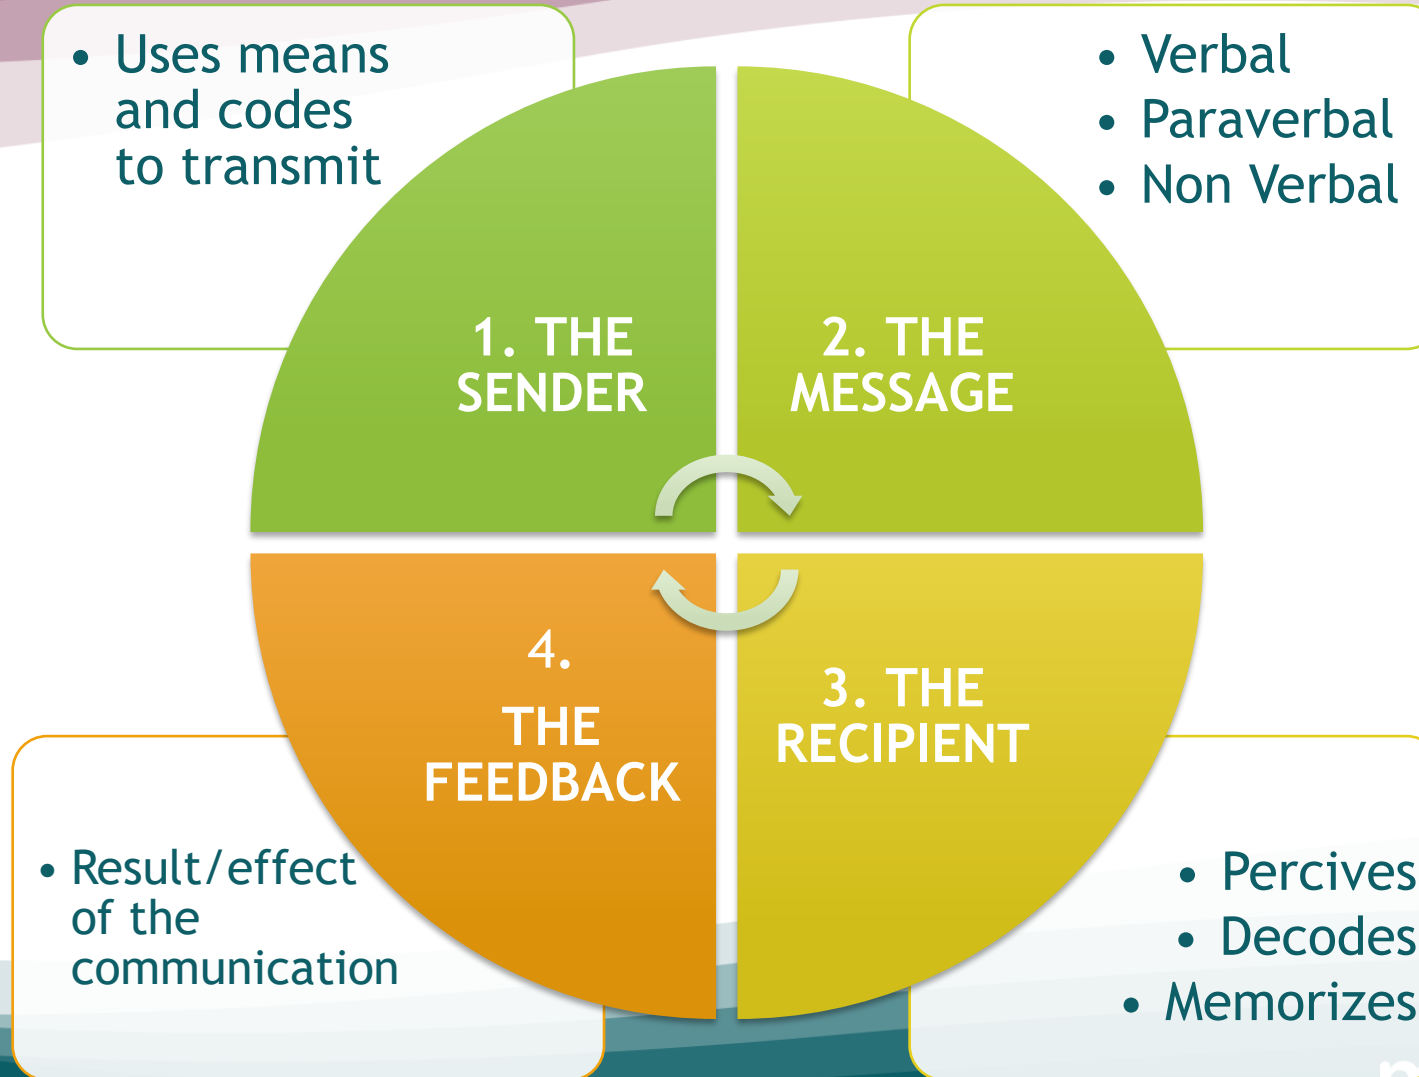 • Uses means
and codes
to transmit
• Verbal
• Paraverbal
• Non Verbal
1. THE
SENDER
2. THE
MESSAGE
4.
THE
FEEDBACK
3. THE
RECIPIENT
• Result/effect
of the
communication
• Percives
• Decodes
• Memorizes